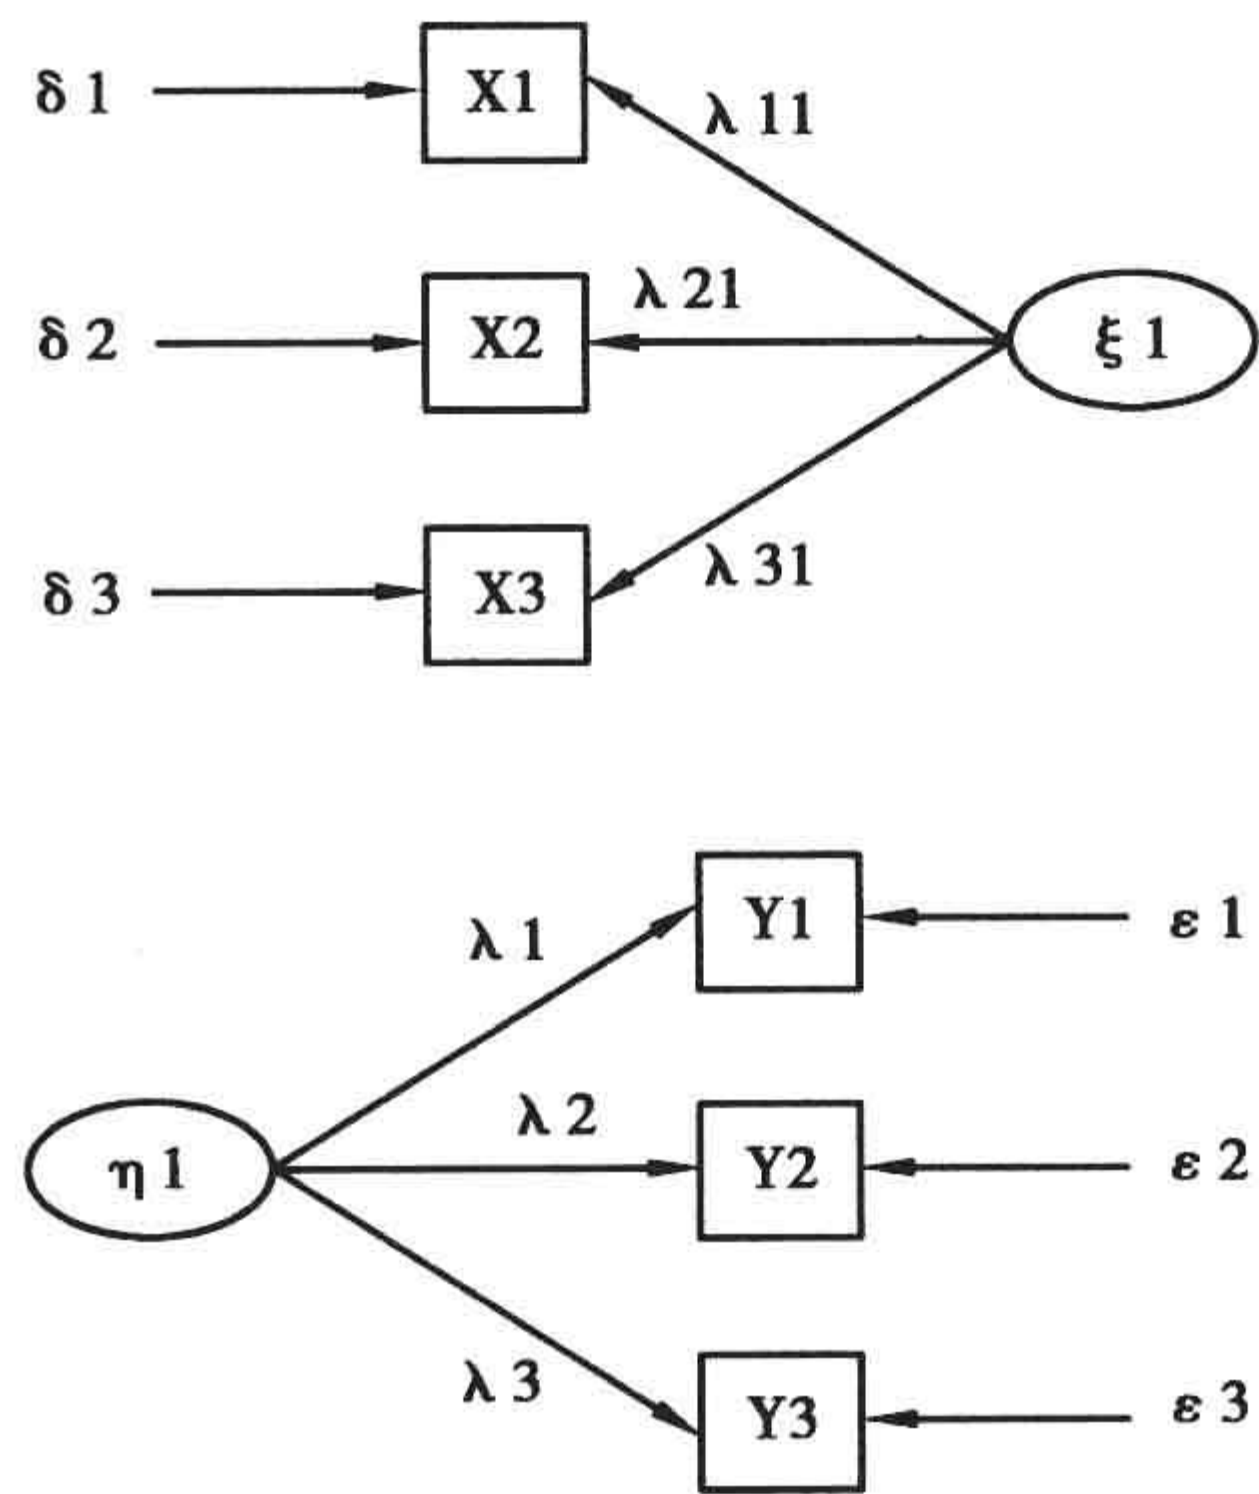 δ 1 X1 λ 11
δ 2 X2 λ 21 ξ 1
δ 3 X3 λ 31
λ 1 Y1 ε 1
η 1 λ 2 Y2 ε 2
λ 3 Y3 ε 3